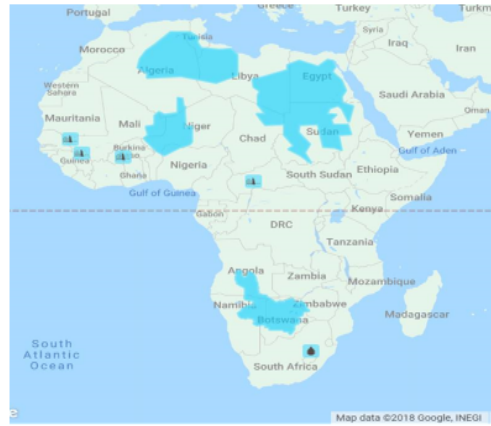 Portugal
Greece
Turkey
Turkm
Tunisia
Syria
Morocco
Iraq
Iran
Algeria
Libya
Egypt
Western
Sahara
Saudi Arabia
Oman
Mauritania
Mali
Niger
Chad
Sudan
Yemen
Gulf of Aden
Guinea
Burkina
Ghana
Nigeria
South Sudan
Ethiopia
Gulf of Guinea
Somalia
Gabon
Kenya
DRC
Tanzania
Angola
Zambia
Mozambique
Namibia
Zimbabwe
Botswana
Madagascar
South
Atlantic
Ocean
South Africa
e
Map data ©2018 Google, INEGI